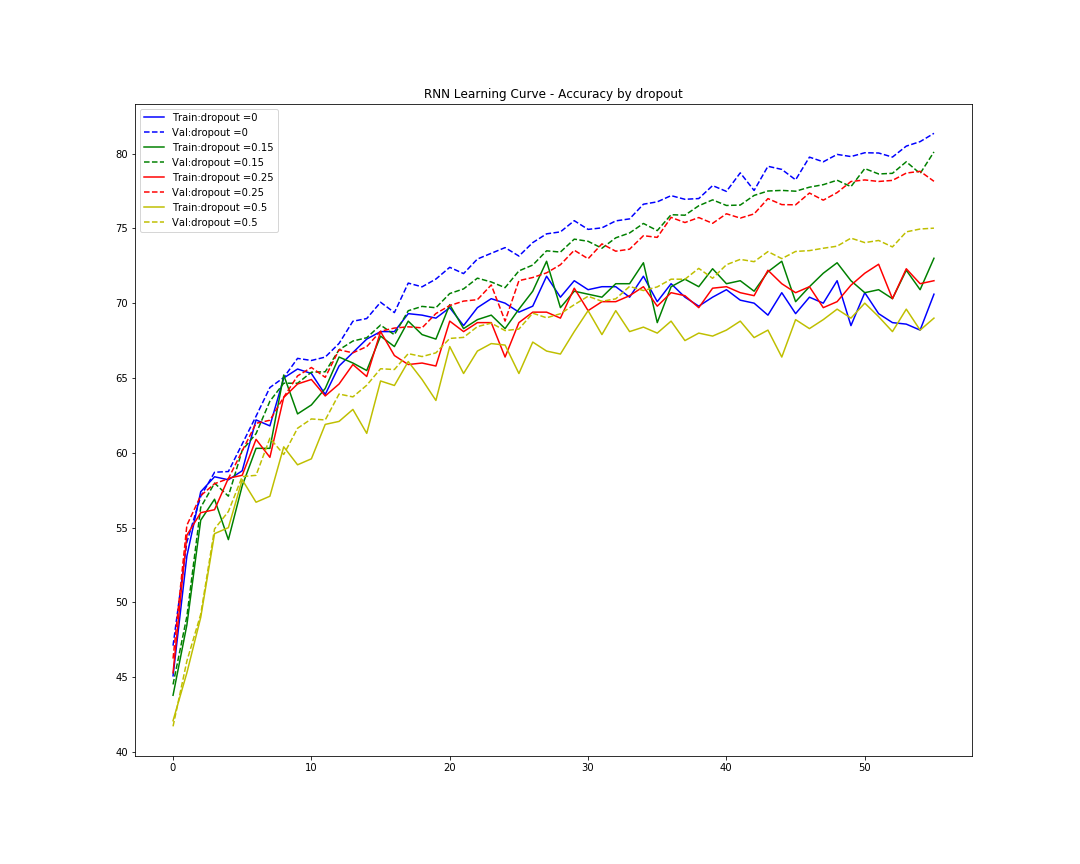 RNN Learning Curve - Accuracy by dropout
Train:dropout =0
Val:dropout =0
Train:dropout =0.15
Val:dropout =0.15
Train:dropout =0.25
Val:dropout =0.25
Train:dropout =0.5
Val:dropout =0.5
80
75
70
65
60
55
50
45
40
0 10 20 30 40 50